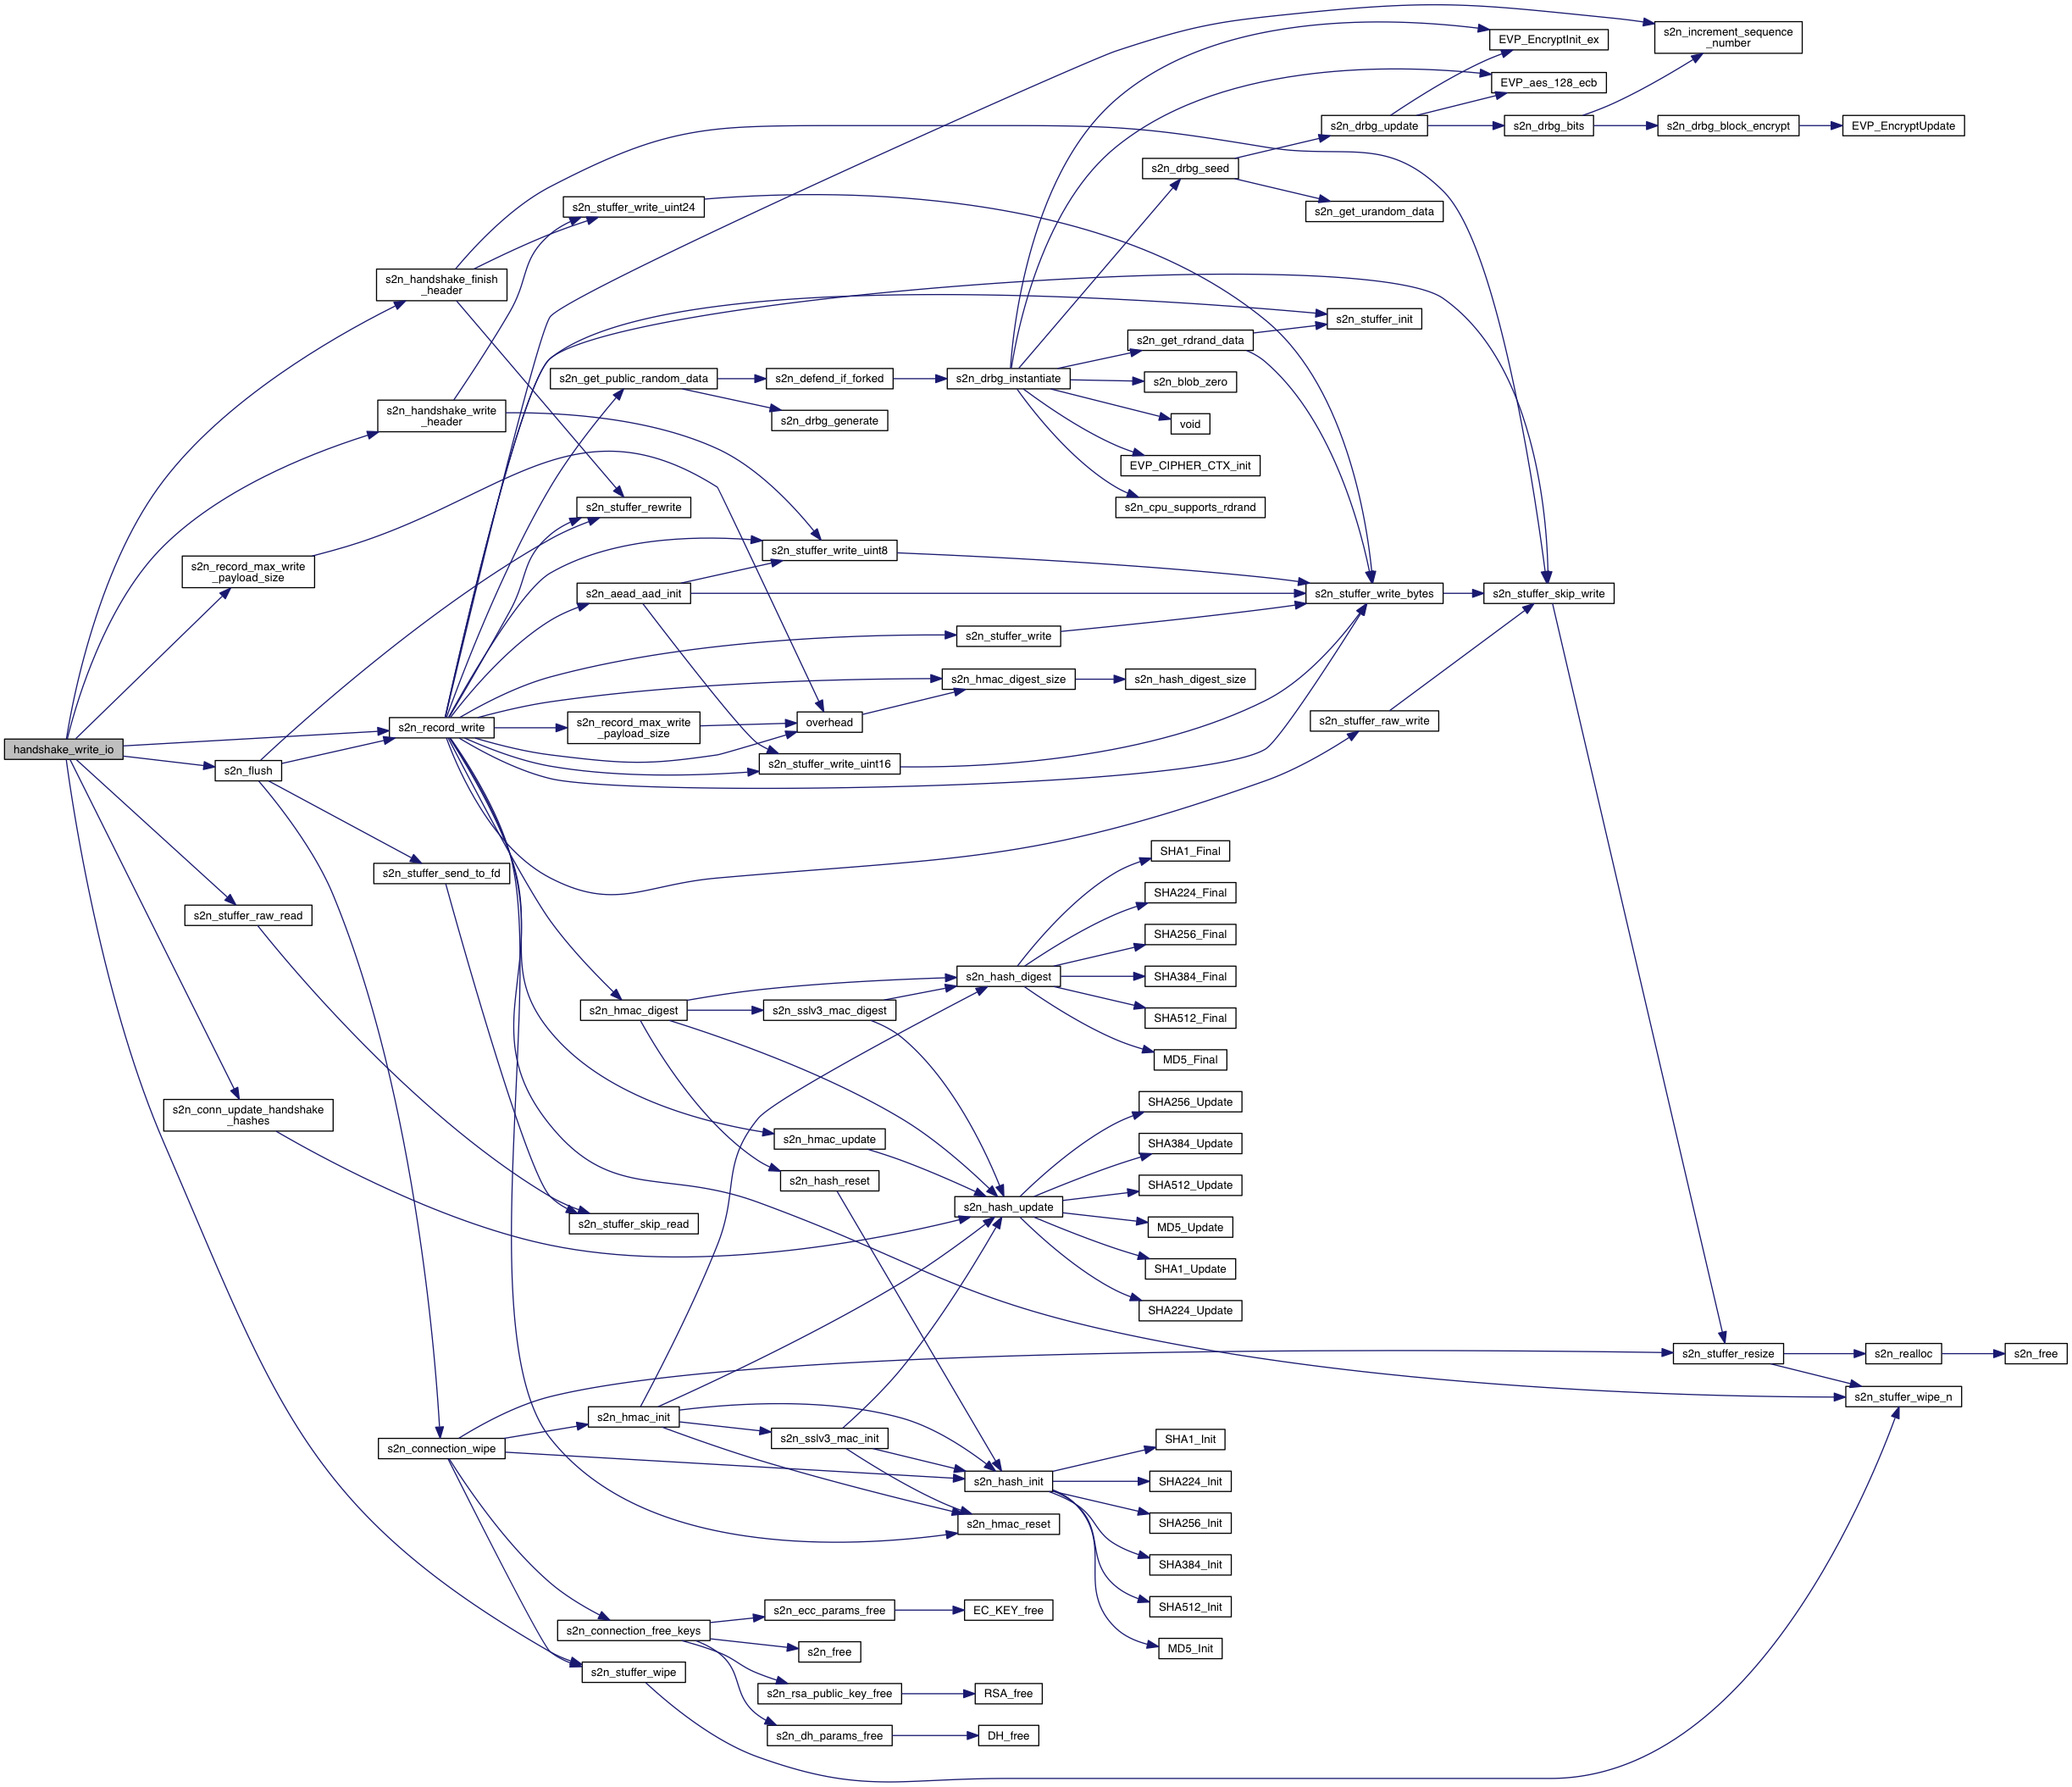 s2n_increment_sequence
_number
EVP_EncryptInit_ex
EVP_aes_128_ecb
s2n_drbg_update
s2n_drbg_bits
s2n_drbg_block_encrypt
EVP_EncryptUpdate
s2n_drbg_seed
s2n_get_urandom_data
s2n_stuffer_write_uint24
s2n_handshake_finish
_header
s2n_stuffer_init
s2n_get_rdrand_data
s2n_get_public_random_data
s2n_defend_if_forked
s2n_drbg_instantiate
s2n_blob_zero
s2n_handshake_write
_header
s2n_drbg_generate
void
EVP_CIPHER_CTX_init
s2n_stuffer_rewrite
s2n_cpu_supports_rdrand
s2n_stuffer_write_uint8
s2n_record_max_write
_payload_size
s2n_aead_aad_init
s2n_stuffer_write_bytes
s2n_stuffer_skip_write
s2n_stuffer_write
s2n_hmac_digest_size
s2n_hash_digest_size
s2n_record_write
s2n_record_max_write
_payload_size
overhead
s2n_stuffer_raw_write
handshake_write_io
s2n_flush
s2n_stuffer_write_uint16
SHA1_Final
s2n_stuffer_send_to_fd
SHA224_Final
s2n_stuffer_raw_read
SHA256_Final
s2n_hash_digest
SHA384_Final
s2n_hmac_digest
s2n_sslv3_mac_digest
SHA512_Final
MD5_Final
s2n_conn_update_handshake
_hashes
SHA256_Update
s2n_hmac_update
SHA384_Update
s2n_hash_reset
SHA512_Update
s2n_stuffer_skip_read
s2n_hash_update
MD5_Update
SHA1_Update
SHA224_Update
s2n_stuffer_resize
s2n_realloc
s2n_free
s2n_stuffer_wipe_n
s2n_hmac_init
s2n_connection_wipe
s2n_sslv3_mac_init
SHA1_Init
s2n_hash_init
SHA224_Init
s2n_hmac_reset
SHA256_Init
SHA384_Init
s2n_ecc_params_free
EC_KEY_free
SHA512_Init
s2n_connection_free_keys
s2n_free
MD5_Init
s2n_stuffer_wipe
s2n_rsa_public_key_free
RSA_free
s2n_dh_params_free
DH_free